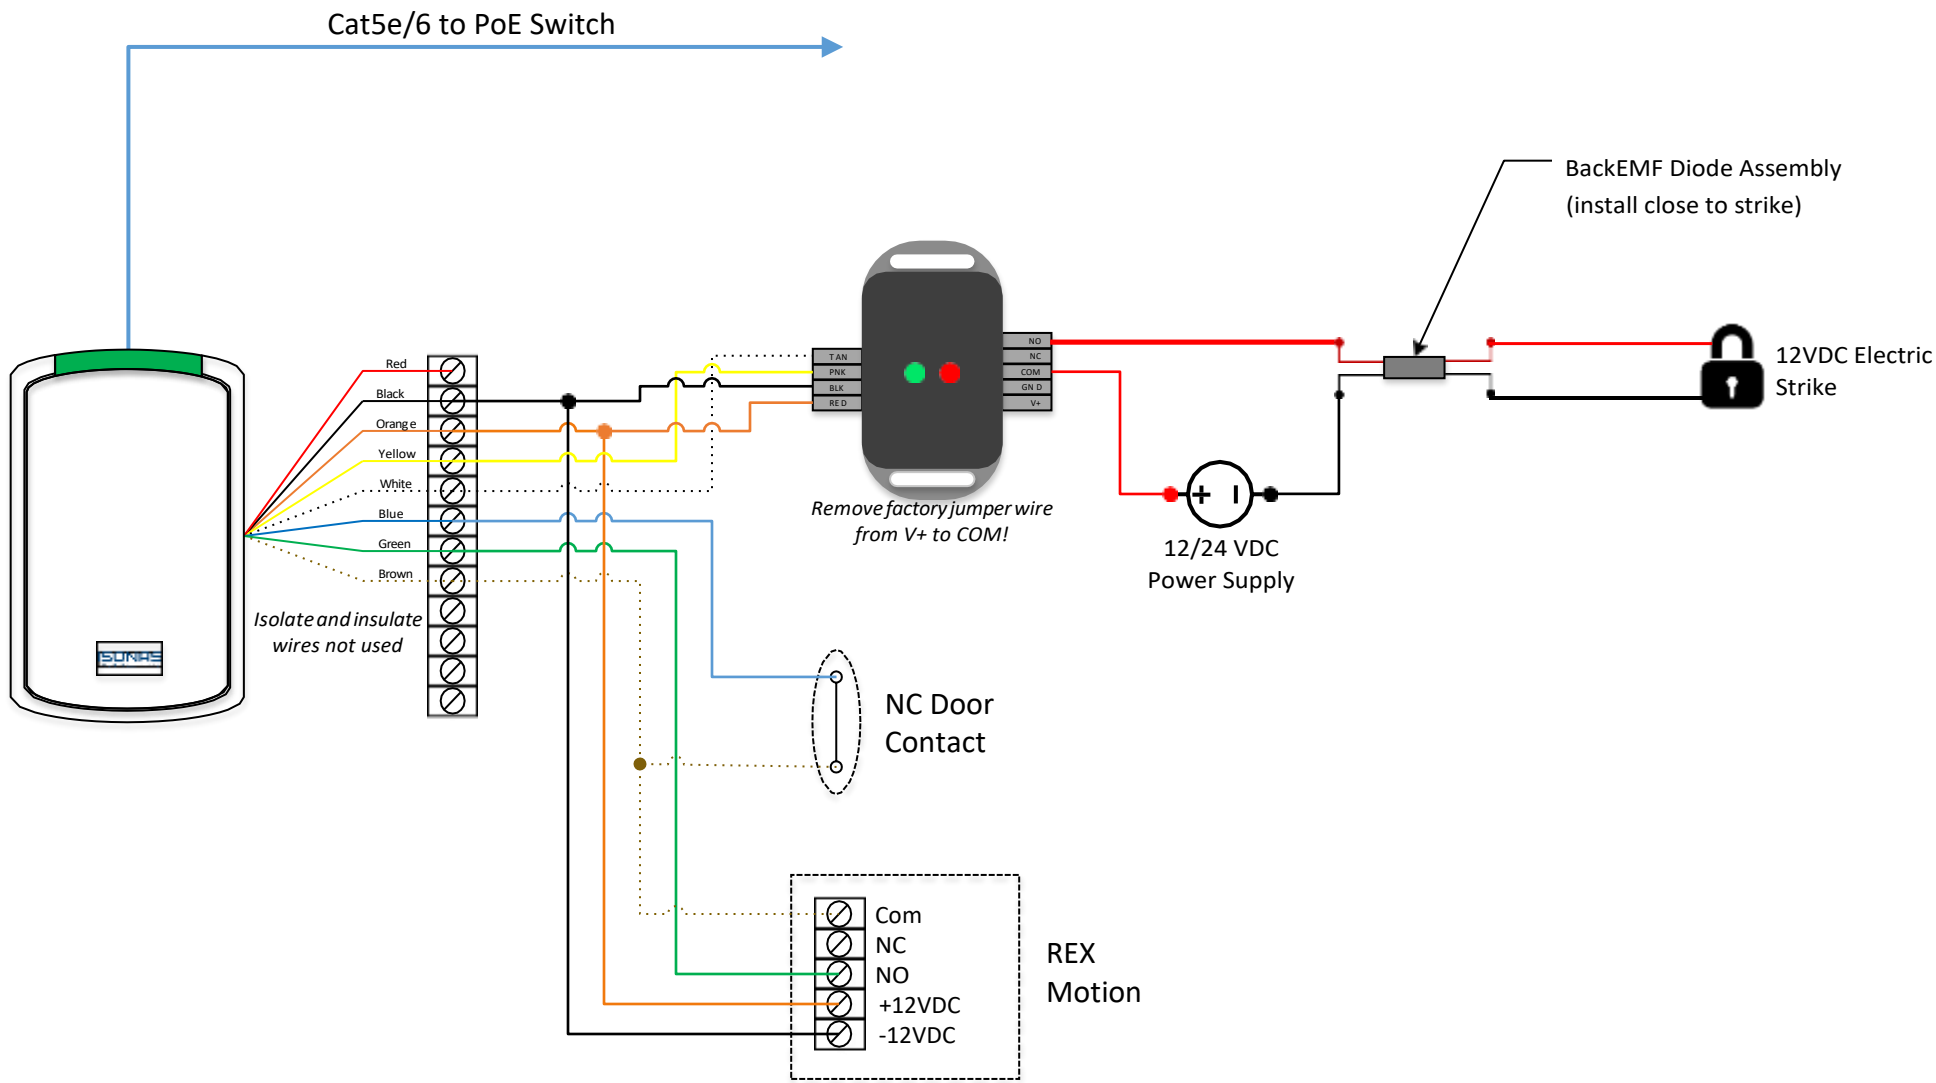 Cat5e/6 to PoE Switch
BackEMF Diode Assembly
(install close to strike)
Red
Black
Orange
Yellow
White
Blue
Green
Brown
Isolate and insulate
wires not used
TAN
PNK
BLK
RED
NO
NC
COM
GND
V+
Remove factory jumper wire
from V+ to COM!
12VDC Electric
Strike
12/24 VDC
Power Supply
NC Door
Contact
Com
NC
NO
+12VDC
-12VDC
REX
Motion